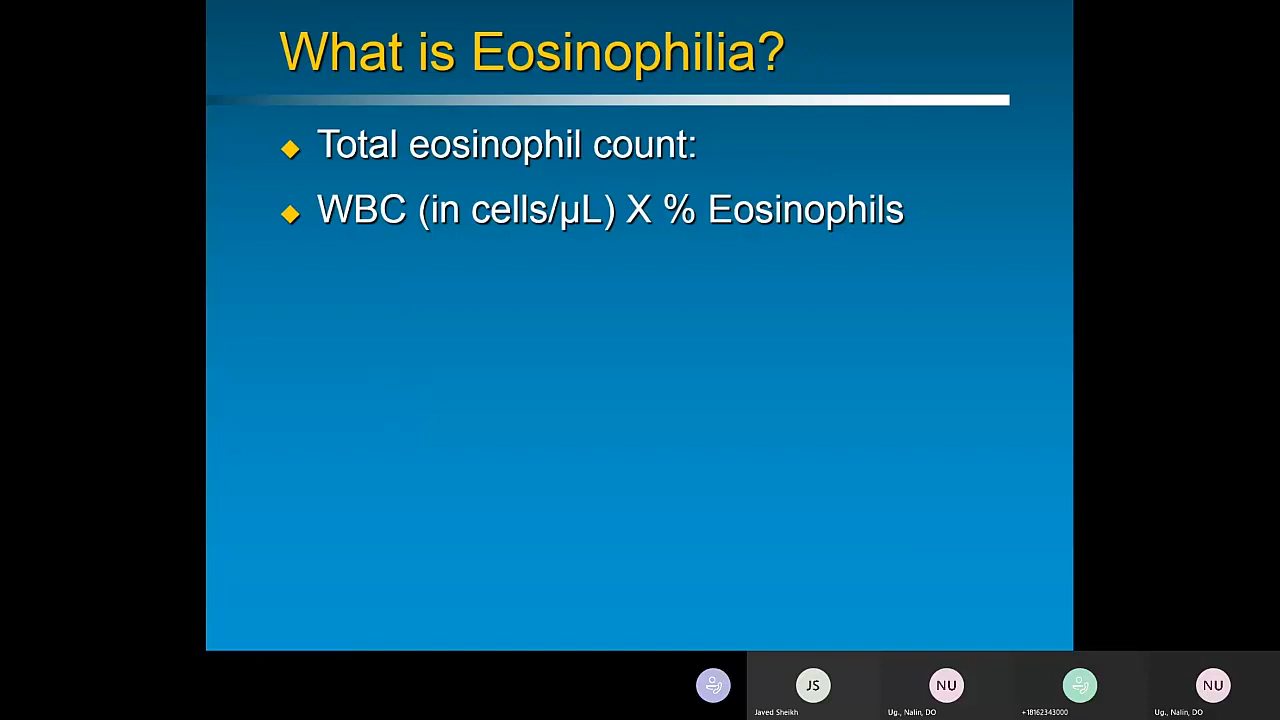 What is Eosinophilia?
Total eosinophil count:
WBC (in cells/µL) X % Eosinophils
JS
NU
NU
Javed Sheikh
Ug., Nalin, DO
+18162343000
Ug., Nalin, DO